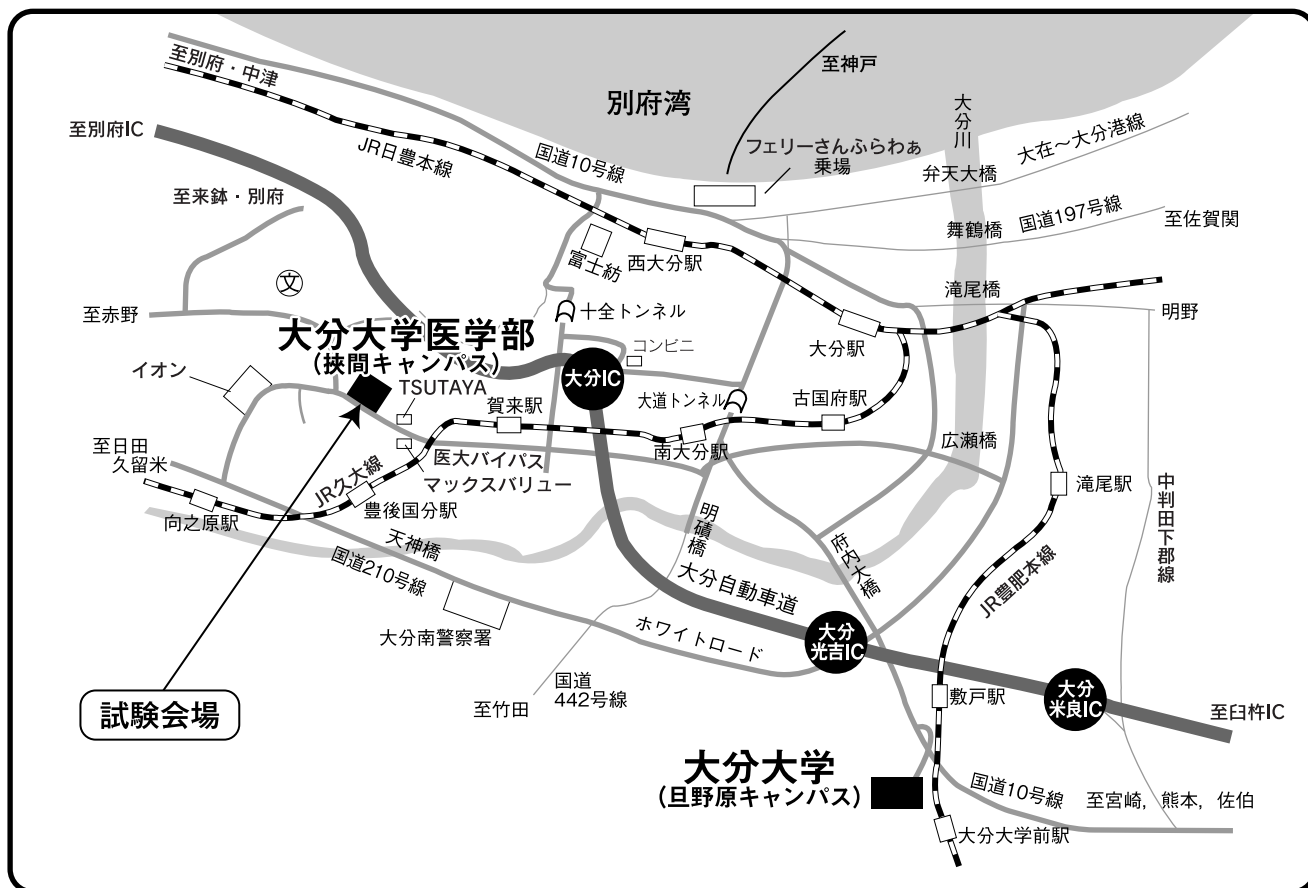 至別府・中津
至神戸
別府湾
大分川
至別府IC
JR日豊本線
国道10号線
フェリーさんふらわぁ
乗場
弁天大橋
大在〜大分港線
至来鉢・別府
舞鶴橋
国道197号線
至佐賀関
富士紡
西大分駅
文
滝尾橋
至赤野
十全トンネル
明野
大分大学医学部
(挾間キャンパス)
コンビニ
大分駅
イオン
TSUTAYA
大分IC
大道トンネル
賀来駅
古国府駅
至日田
久留米
南大分駅
広瀬橋
医大バイパス
マックスバリュー
JR久大線
滝尾駅
中判田下郡線
向之原駅
豊後国分駅
明磧橋
府内大橋
天神橋
国道210号線
大分自動車道
JR豊肥本線
大分南警察署
ホワイトロード
大分
光吉IC
国道
442号線
至竹田
敷戸駅
大分
米良IC
至臼杵IC
試験会場
大分大学
(旦野原キャンパス)
国道10号線
至宮崎，熊本，佐伯
大分大学前駅